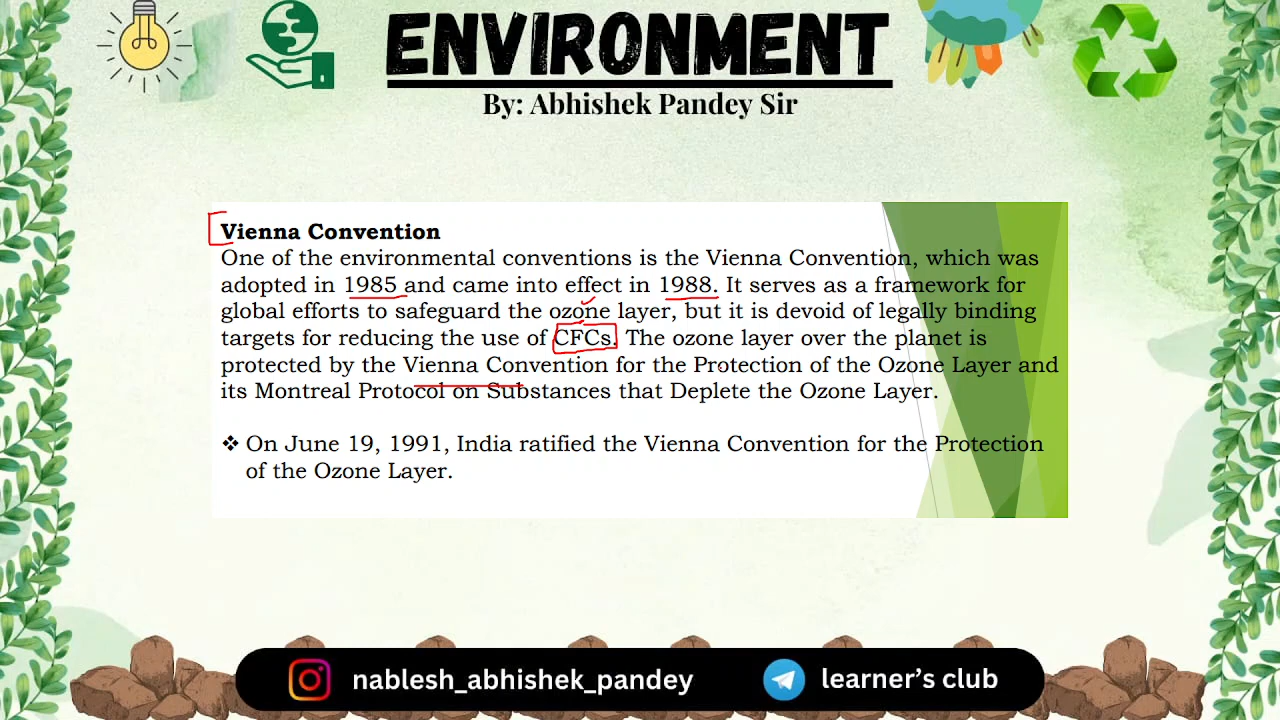 ENVIRONMENT
By: Abhishek Pandey Sir
Vienna Convention
One of the environmental conventions is the Vienna Convention, which was
adopted in 1985 and came into effect in 1988. It serves as a framework for
global efforts to safeguard the ozone layer, but it is devoid of legally binding
targets for reducing the use of CFCs. The ozone layer over the planet is
protected by the Vienna Convention for the Protection of the Ozone Layer and
its Montreal Protocol on Substances that Deplete the Ozone Layer.
❖ On June 19, 1991, India ratified the Vienna Convention for the Protection
of the Ozone Layer.
nablesh_abhishek_pandey
learner's club